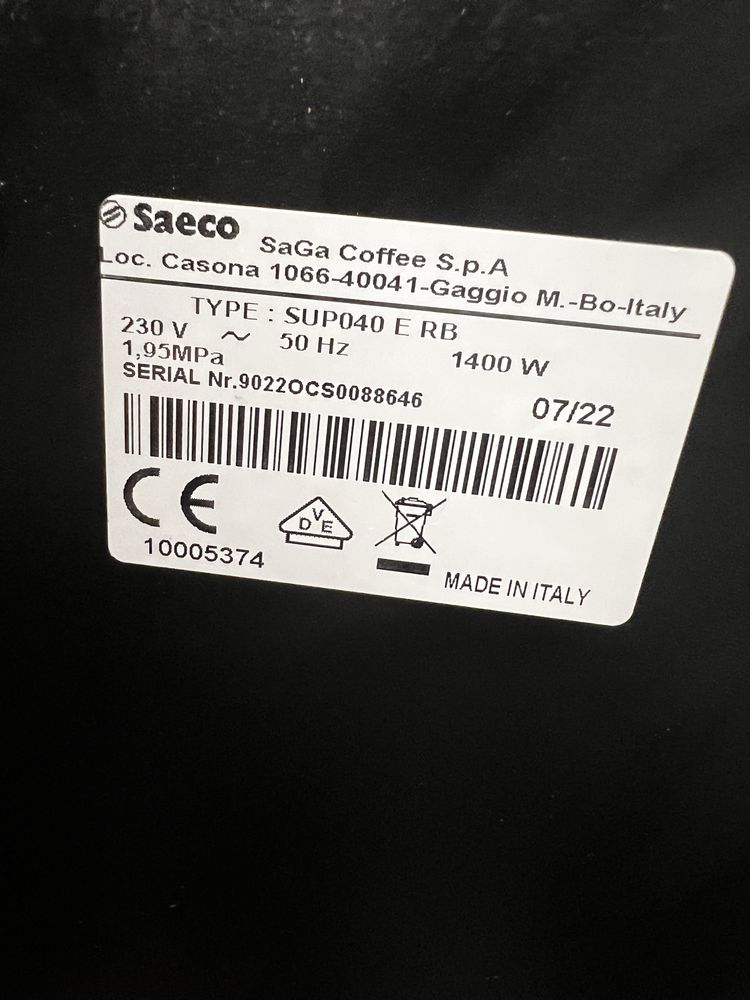 Saeco
SaGa Coffee S.p.A
Loc. Casona 1066-40041-Gaggio M.-Bo-Italy
TYPE : SUP040 E RB
230 V ~ 50 Hz 1400 W
1,95MPa
SERIAL Nr.9022OCS0088646 07/22
CE
DVE
10005374
MADE IN ITALY